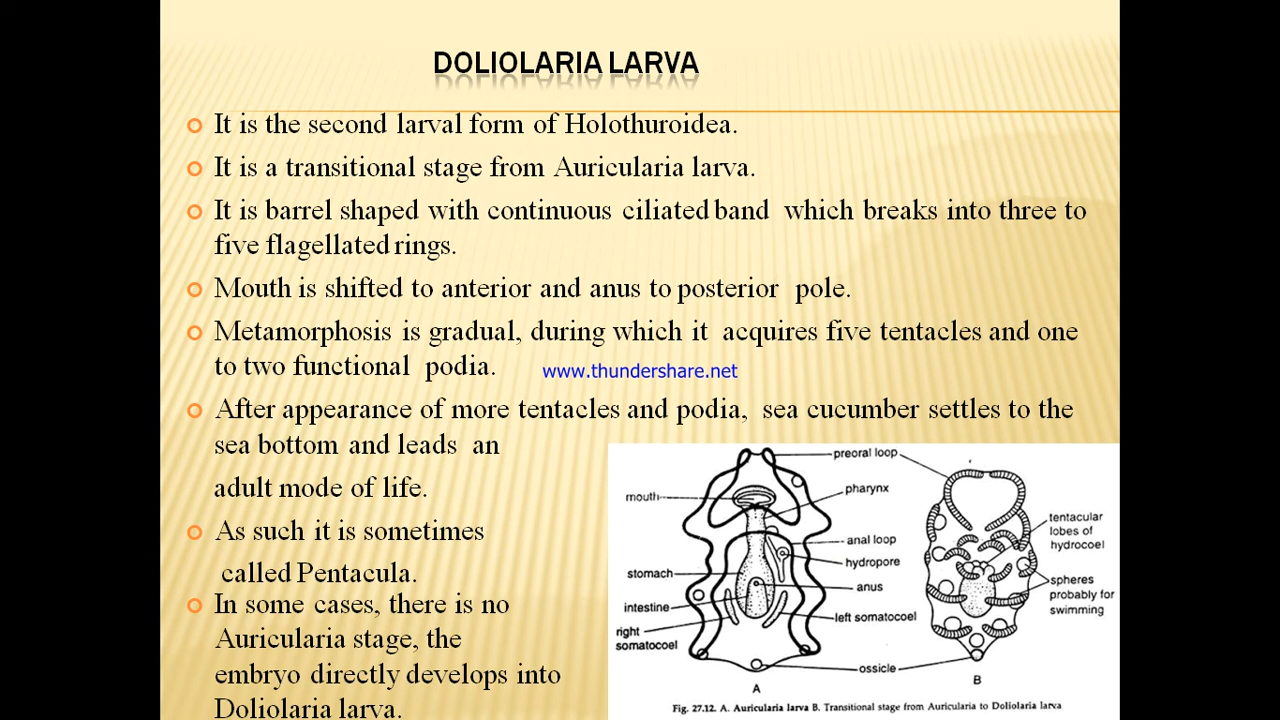 DOLIOLARIA LARVA
It is the second larval form of Holothuroidea.
It is a transitional stage from Auricularia larva.
It is barrel shaped with continuous ciliated band which breaks into three to
five flagellated rings.
Mouth is shifted to anterior and anus to posterior pole.
Metamorphosis is gradual, during which it acquires five tentacles and one
to two functional podia.
www.thundershare.net
After appearance of more tentacles and podia, sea cucumber settles to the
sea bottom and leads an
adult mode of life.
As such it is sometimes
called Pentacula.
In some cases, there is no
Auricularia stage, the
embryo directly develops into
Doliolaria larva.
preoral loop
mouth
pharynx
tentacular
lobes of
hydrocoel
anal loop
hydropore
stomach
anus
spheres
probably for
swimming
intestine
left somatocoel
right
somatocoel
ossicle
A
B
Fig. 27.12. A. Auricularia larva B. Transitional stage from Auricularia to Doliolaria larva